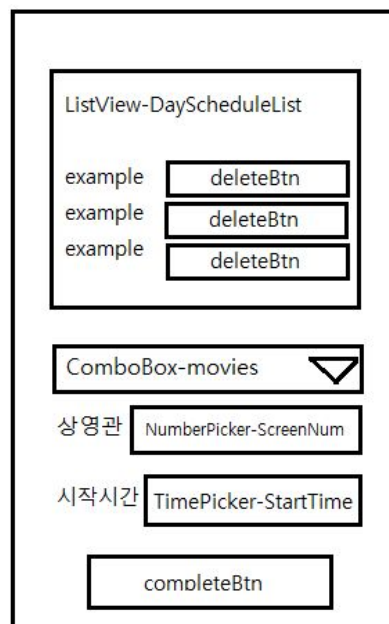 ListView-DayScheduleList
example deleteBtn
example deleteBtn
example deleteBtn
ComboBox-movies
상영관 NumberPicker-ScreenNum
시작시간 TimePicker-StartTime
completeBtn